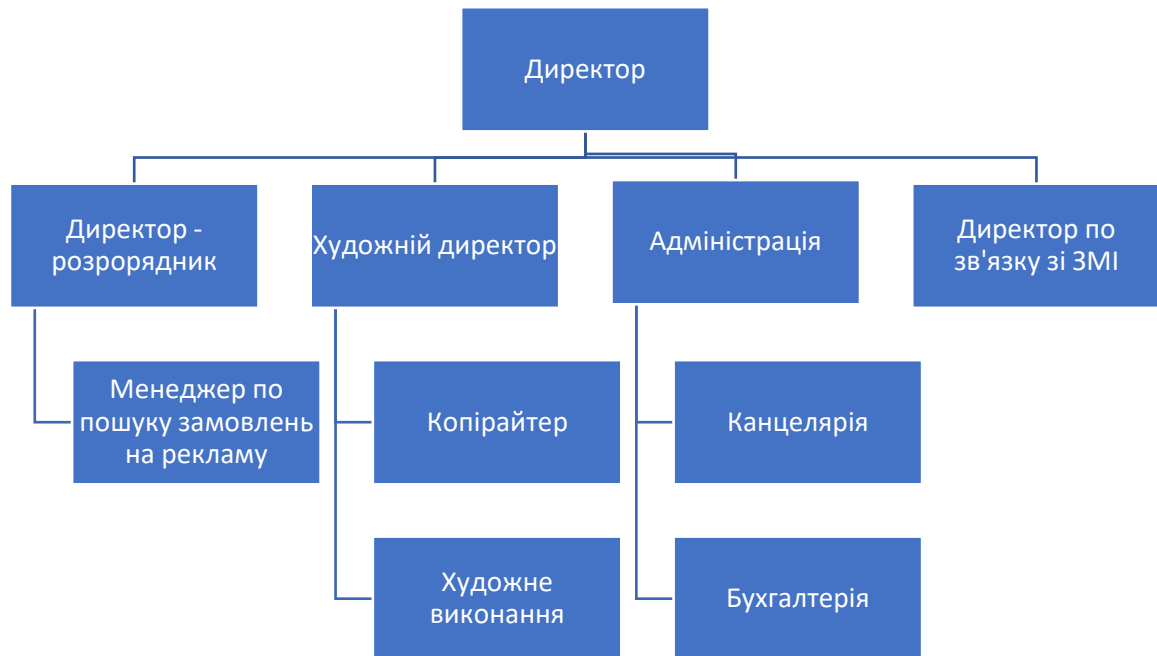 Директор
Директор -
розрорядник
Художній директор
Адміністрація
Директор по
зв'язку зі ЗМІ
Менеджер по
пошуку замовлень
на рекламу
Копірайтер
Канцелярія
Художне
виконання
Бухгалтерія